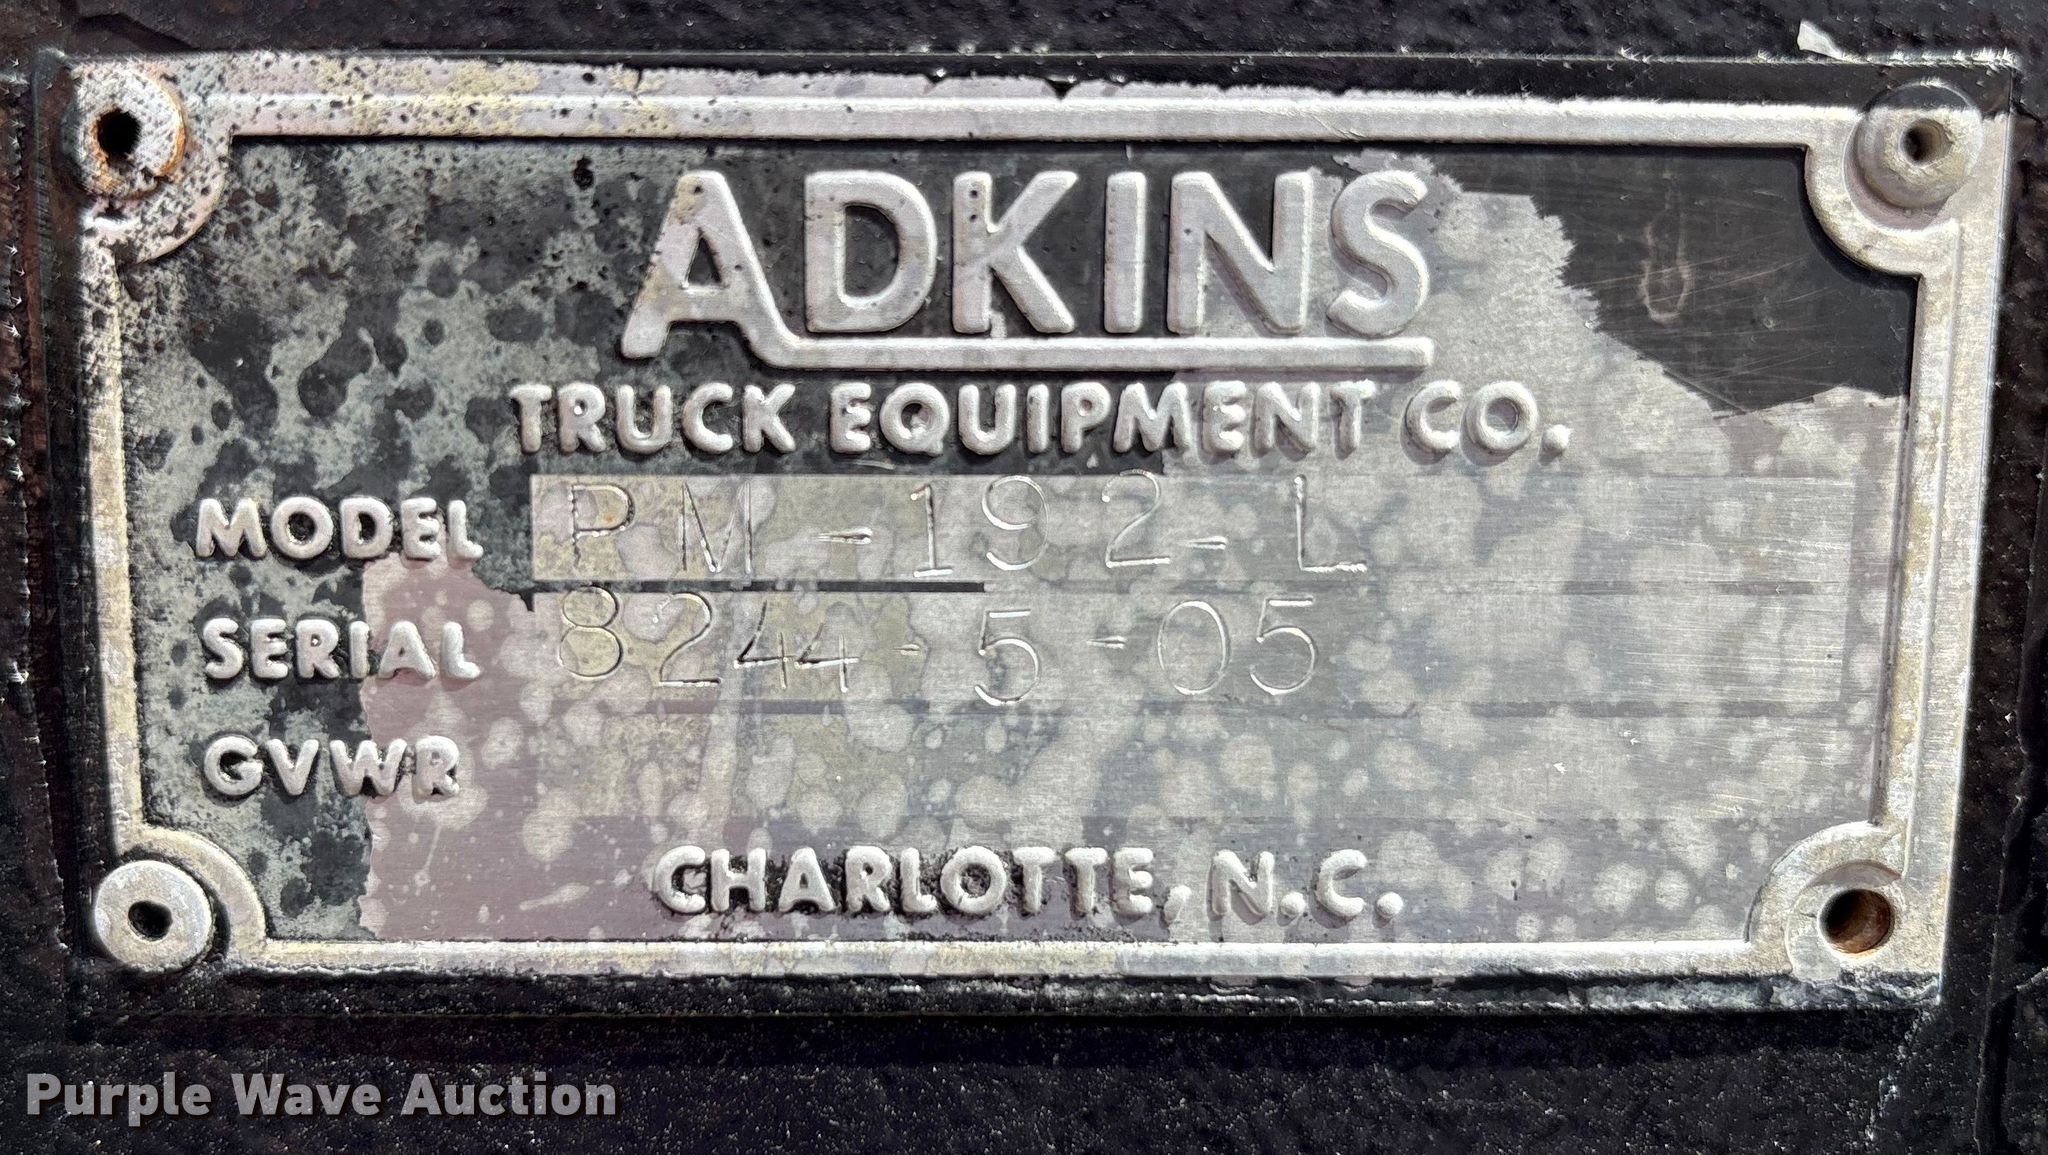 ADKINS
TRUCK EQUIPMENT CO.
MODEL PM-192-L
SERIAL 8244-5-05
GVWR
CHARLOTTE, N.C.
Purple Wave Auction